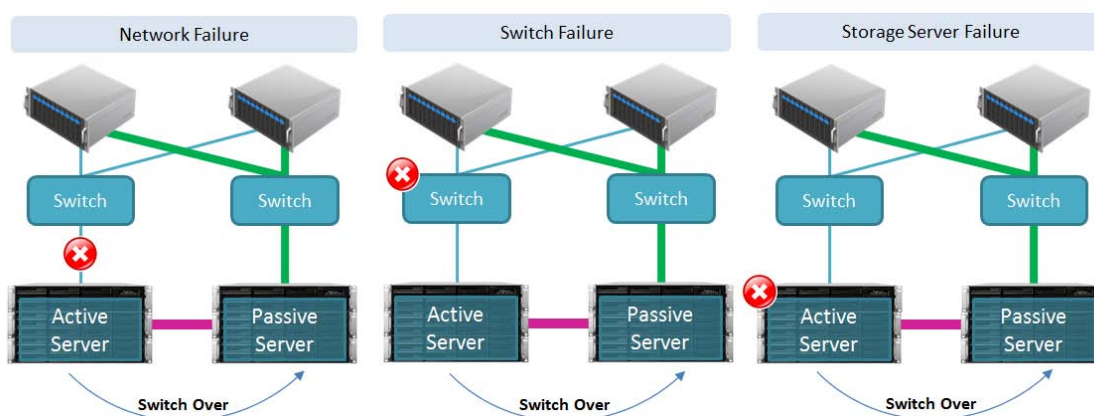 Network Failure
Switch Failure
Storage Server Failure
Switch
Switch
Switch
Switch
Switch
Switch
Active
Server
Passive
Server
Active
Server
Passive
Server
Active
Server
Passive
Server
Switch Over
Switch Over
Switch Over